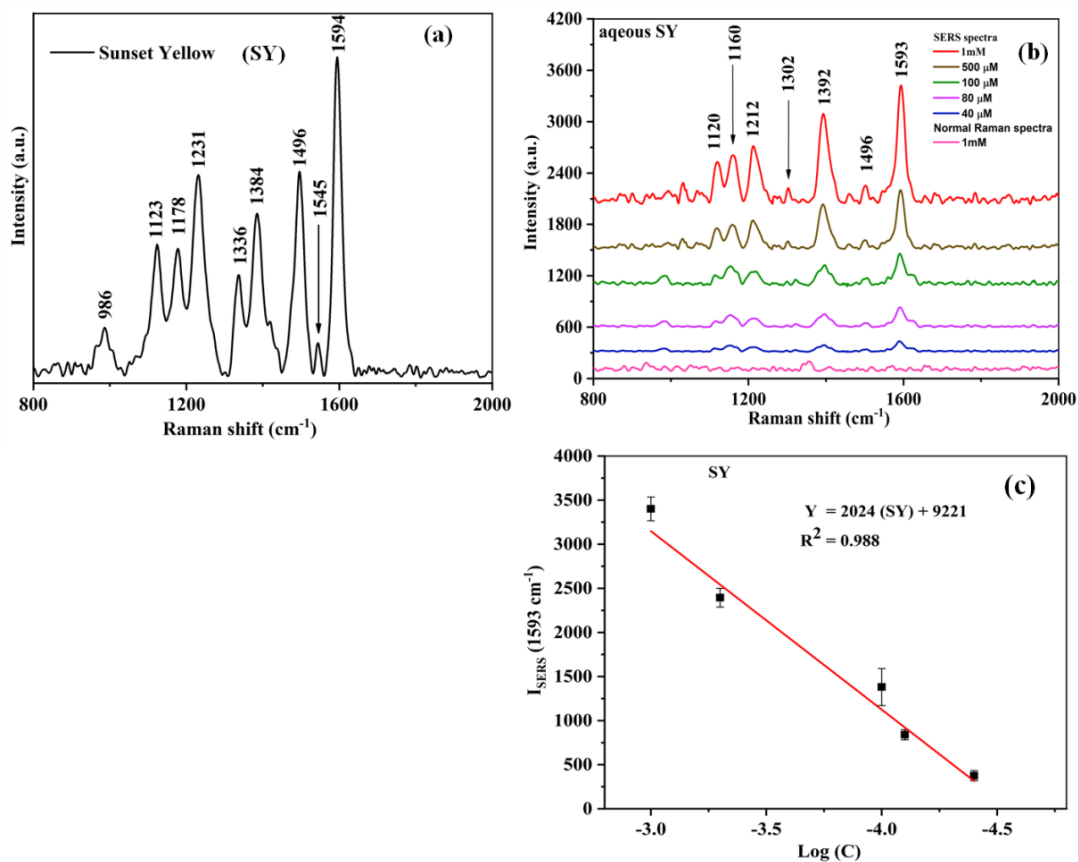 (a)
Sunset Yellow (SY)
986
1123
1178
1231
1336
1384
1496
1545
1594
Intensity (a.u.)
800 1200 1600 2000
Raman shift (cm-1)
(b)
aqeous SY
SERS spectra
1mM
500 μM
100 μM
80 μM
40 μM
Normal Raman spectra
1mM
1120
1160
1212
1302
1392
1496
1593
Intensity (a.u.)
4200
3600
3000
2400
1800
1200
600
0
800 1200 1600 2000
Raman shift (cm-1)
(c)
SY
Y = 2024 (SY) + 9221
R2 = 0.988
ISERS (1593 cm-1)
4000
3500
3000
2500
2000
1500
1000
500
0
-3.0 -3.5 -4.0 -4.5
Log (C)